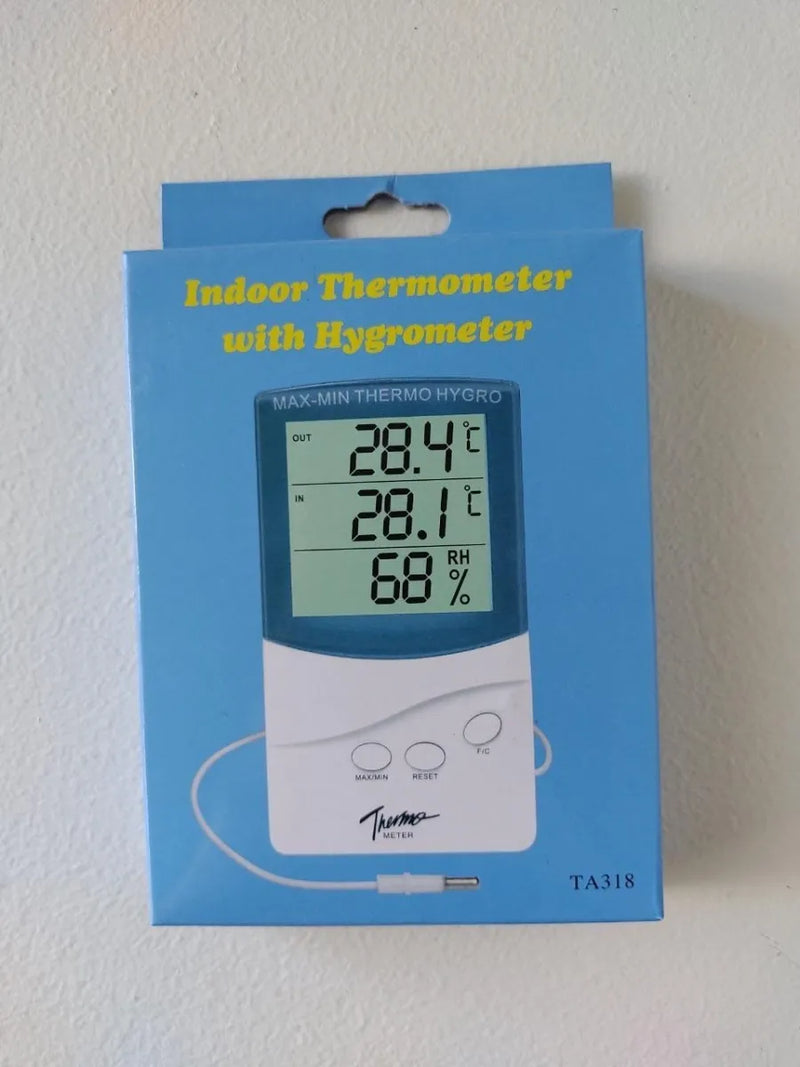 Indoor Thermometer
with Hygrometer
MAX-MIN THERMO HYGRO
OUT 28.4 °C
IN 28.1 °C
68 RH %
F/C
MAX/MIN RESET
Thermo
METER
TA318